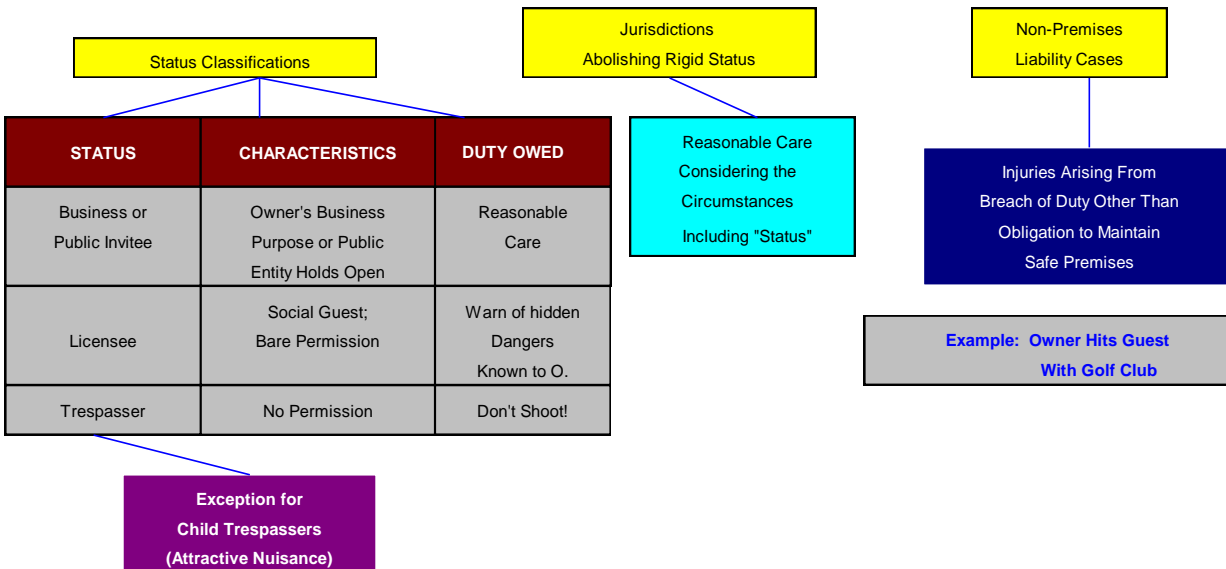 Status Classifications
Jurisdictions
Abolishing Rigid Status
Non-Premises
Liability Cases
STATUS
CHARACTERISTICS
DUTY OWED
Business or
Public Invitee
Owner's Business
Purpose or Public
Entity Holds Open
Reasonable
Care
Licensee
Social Guest;
Bare Permission
Warn of hidden
Dangers
Known to O.
Trespasser
No Permission
Don't Shoot!
Exception for
Child Trespassers
(Attractive Nuisance)
Reasonable Care
Considering the
Circumstances
Including "Status"
Injuries Arising From
Breach of Duty Other Than
Obligation to Maintain
Safe Premises
Example: Owner Hits Guest
With Golf Club